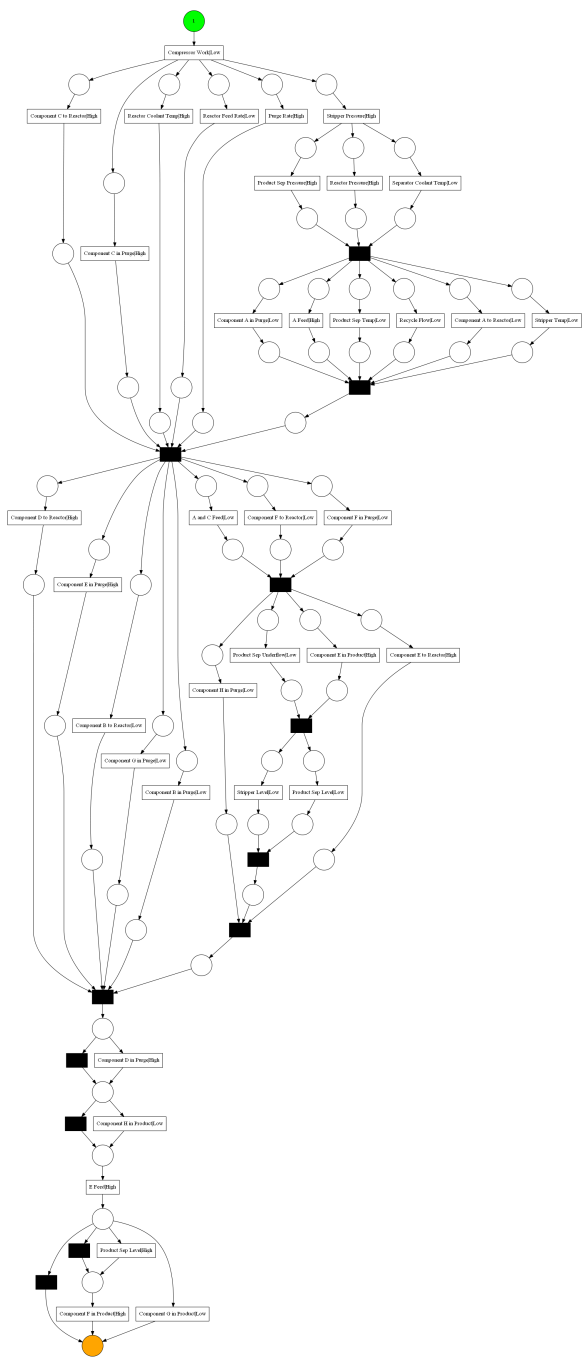 1
Compressor Work|Low
Component C to Reactor|High
Reactor Coolant Temp|High
Reactor Feed Rate|Low
Purge Rate|High
Stripper Pressure|High
Product Sep Pressure|High
Reactor Pressure|High
Separator Coolant Temp|Low
Component C in Purge|High
Component A in Purge|Low
A Feed|High
Product Sep Temp|Low
Recycle Flow|Low
Component A to Reactor|Low
Stripper Temp|Low
Component D to Reactor|High
A and C Feed|Low
Component F to Reactor|Low
Component F in Purge|Low
Component E in Purge|High
Product Sep Underflow|Low
Component E in Product|High
Component E to Reactor|High
Component H in Purge|Low
Component B to Reactor|Low
Component G in Purge|Low
Component B in Purge|Low
Stripper Level|Low
Product Sep Level|Low
Component D in Purge|High
Component H in Product|Low
E Feed|High
Product Sep Level|High
Component F in Product|High
Component G in Product|Low